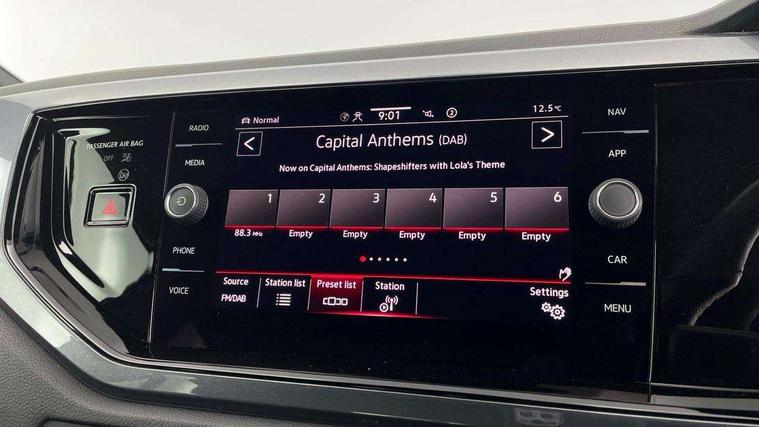 PASSENGER AIR BAG
OFF
RADIO
MEDIA
PHONE
VOICE
Normal
9:01
2
12.5°C
< Capital Anthems (DAB) >
Now on Capital Anthems: Shapeshifters with Lola's Theme
1 2 3 4 5 6
88.3 MHz Empty Empty Empty Empty Empty
Source Station list Preset list Station Settings
FM/DAB
NAV
APP
CAR
MENU